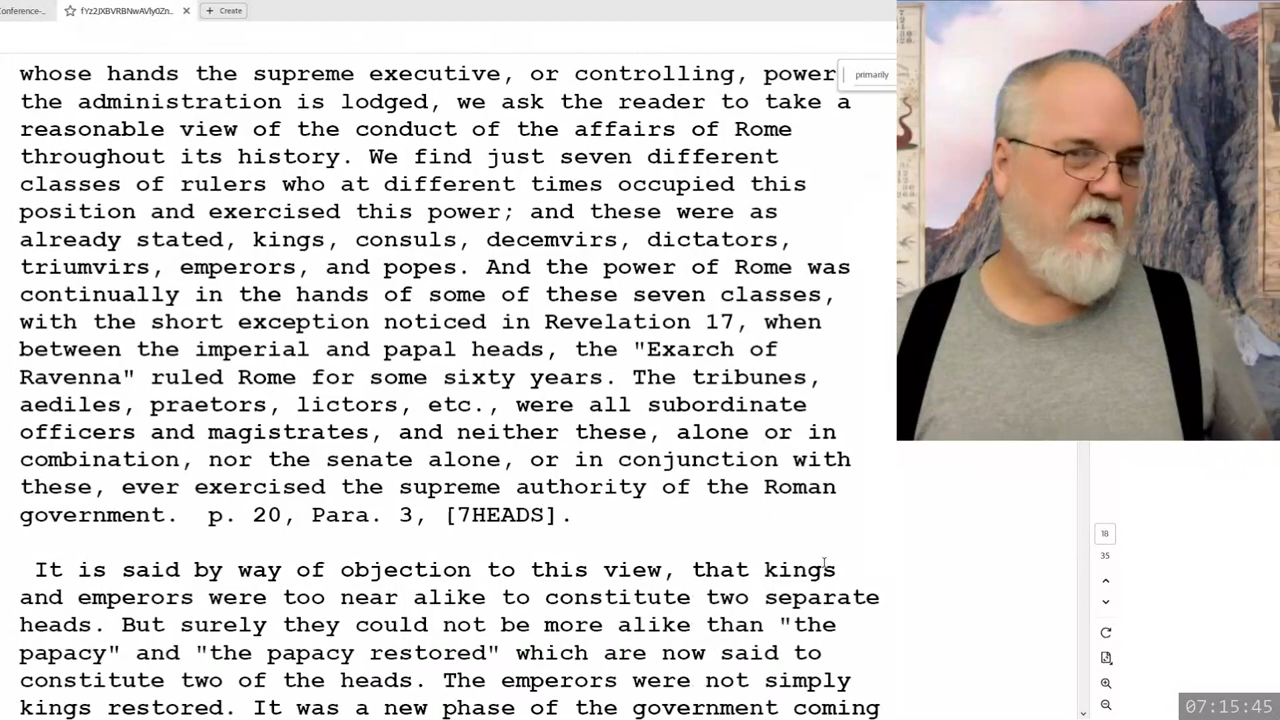 Conference-..
fYz2JXBVRBNwAVly0Zn..
Create
primarily
whose hands the supreme executive, or controlling, power
the administration is lodged, we ask the reader to take a
reasonable view of the conduct of the affairs of Rome
throughout its history. We find just seven different
classes of rulers who at different times occupied this
position and exercised this power; and these were as
already stated, kings, consuls, decemvirs, dictators,
triumvirs, emperors, and popes. And the power of Rome was
continually in the hands of some of these seven classes,
with the short exception noticed in Revelation 17, when
between the imperial and papal heads, the "Exarch of
Ravenna" ruled Rome for some sixty years. The tribunes,
aediles, praetors, lictors, etc., were all subordinate
officers and magistrates, and neither these, alone or in
combination, nor the senate alone, or in conjunction with
these, ever exercised the supreme authority of the Roman
government.  p. 20, Para. 3, [7HEADS].
It is said by way of objection to this view, that kings
and emperors were too near alike to constitute two separate
heads. But surely they could not be more alike than "the
papacy" and "the papacy restored" which are now said to
constitute two of the heads. The emperors were not simply
kings restored. It was a new phase of the government coming
18
35
07:15:45